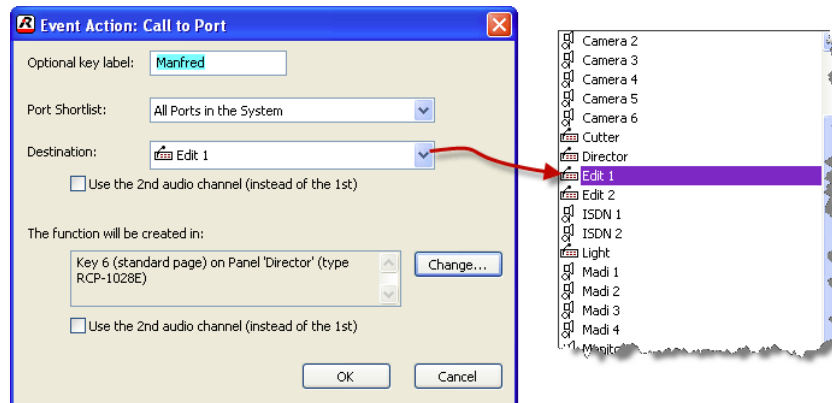 Event Action: Call to Port
Optional key label: Manfred
Port Shortlist: All Ports in the System
Destination: Edit 1
Use the 2nd audio channel (instead of the 1st)
The function will be created in:
Key 6 (standard page) on Panel 'Director' (type
RCP-1028E)
Change...
Use the 2nd audio channel (instead of the 1st)
OK Cancel
Camera 2
Camera 3
Camera 4
Camera 5
Camera 6
Cutter
Director
Edit 1
Edit 2
ISDN 1
ISDN 2
Light
Madi 1
Madi 2
Madi 3
Madi 4